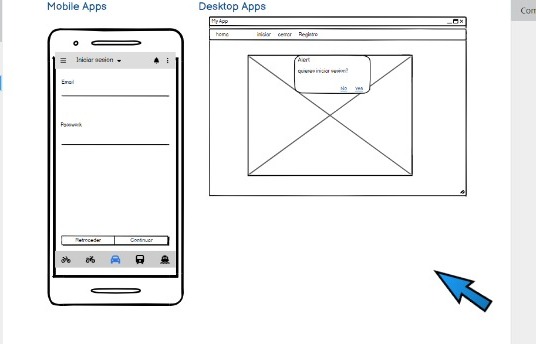 Mobile Apps
Desktop Apps
Com
My App
home iniciar cerrar Registro
Iniciar sesion
Email
Password
Retroceder Continuar
Alert
quieres iniciar sesion?
No Yes